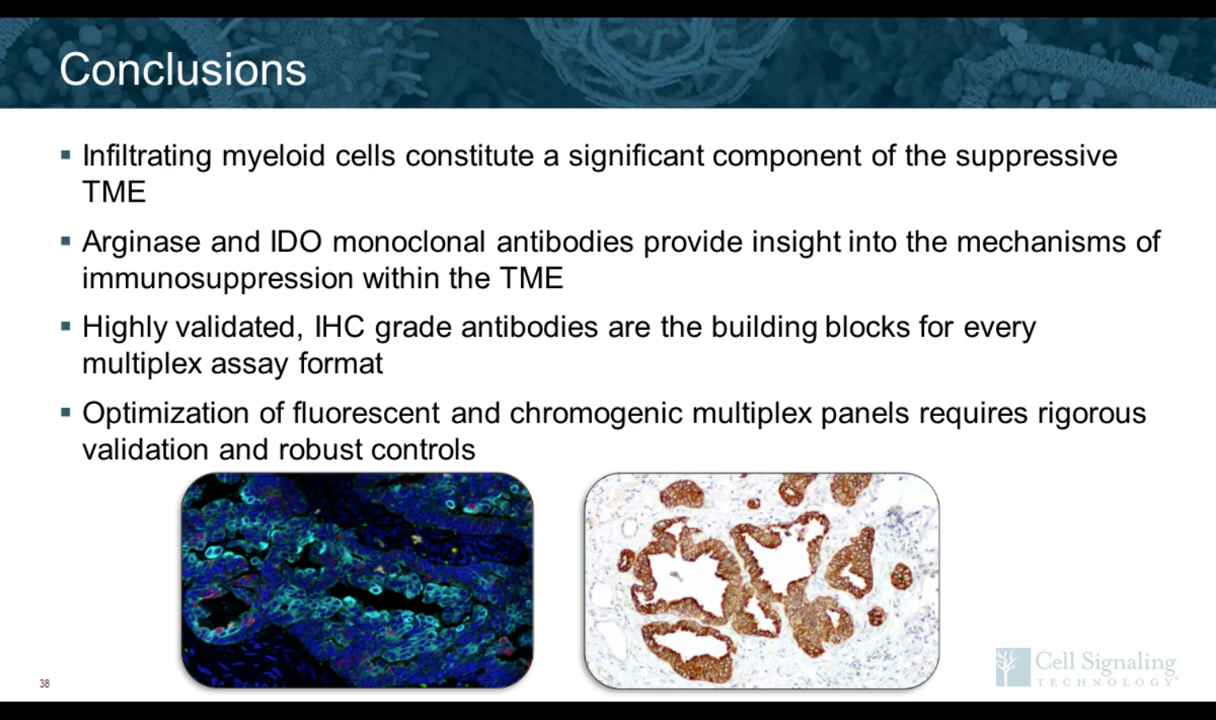 Conclusions
▪ Infiltrating myeloid cells constitute a significant component of the suppressive
TME
▪ Arginase and IDO monoclonal antibodies provide insight into the mechanisms of
immunosuppression within the TME
▪ Highly validated, IHC grade antibodies are the building blocks for every
multiplex assay format
▪ Optimization of fluorescent and chromogenic multiplex panels requires rigorous
validation and robust controls
38
Cell Signaling
TECHNOLOGY®